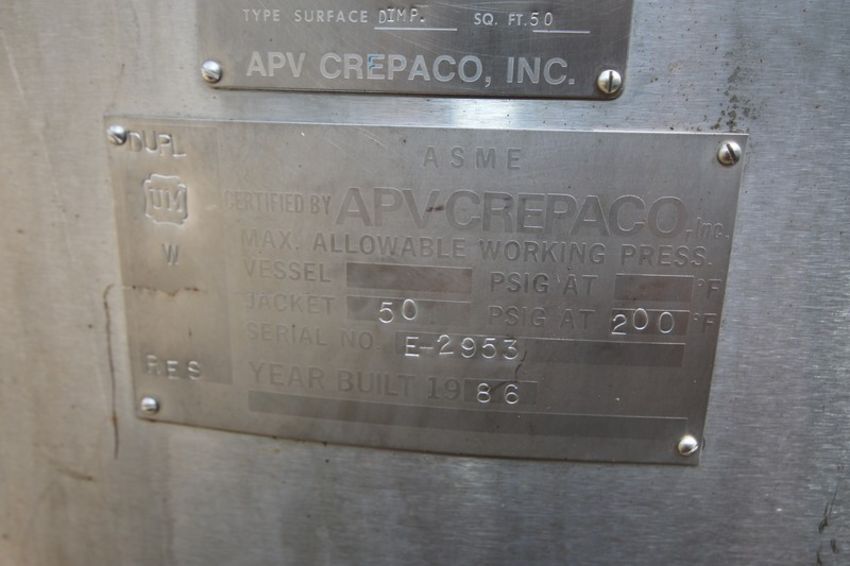 TYPE SURFACE DIMP. SQ. FT. 50
APV CREPACO, INC.
DUPL
UM
W
RES
ASME
CERTIFIED BY APV CREPACO, Inc.
MAX. ALLOWABLE WORKING PRESS.
VESSEL PSIG AT °F
JACKET 50 PSIG AT 200 °F
SERIAL NO. E-2953
YEAR BUILT 1986